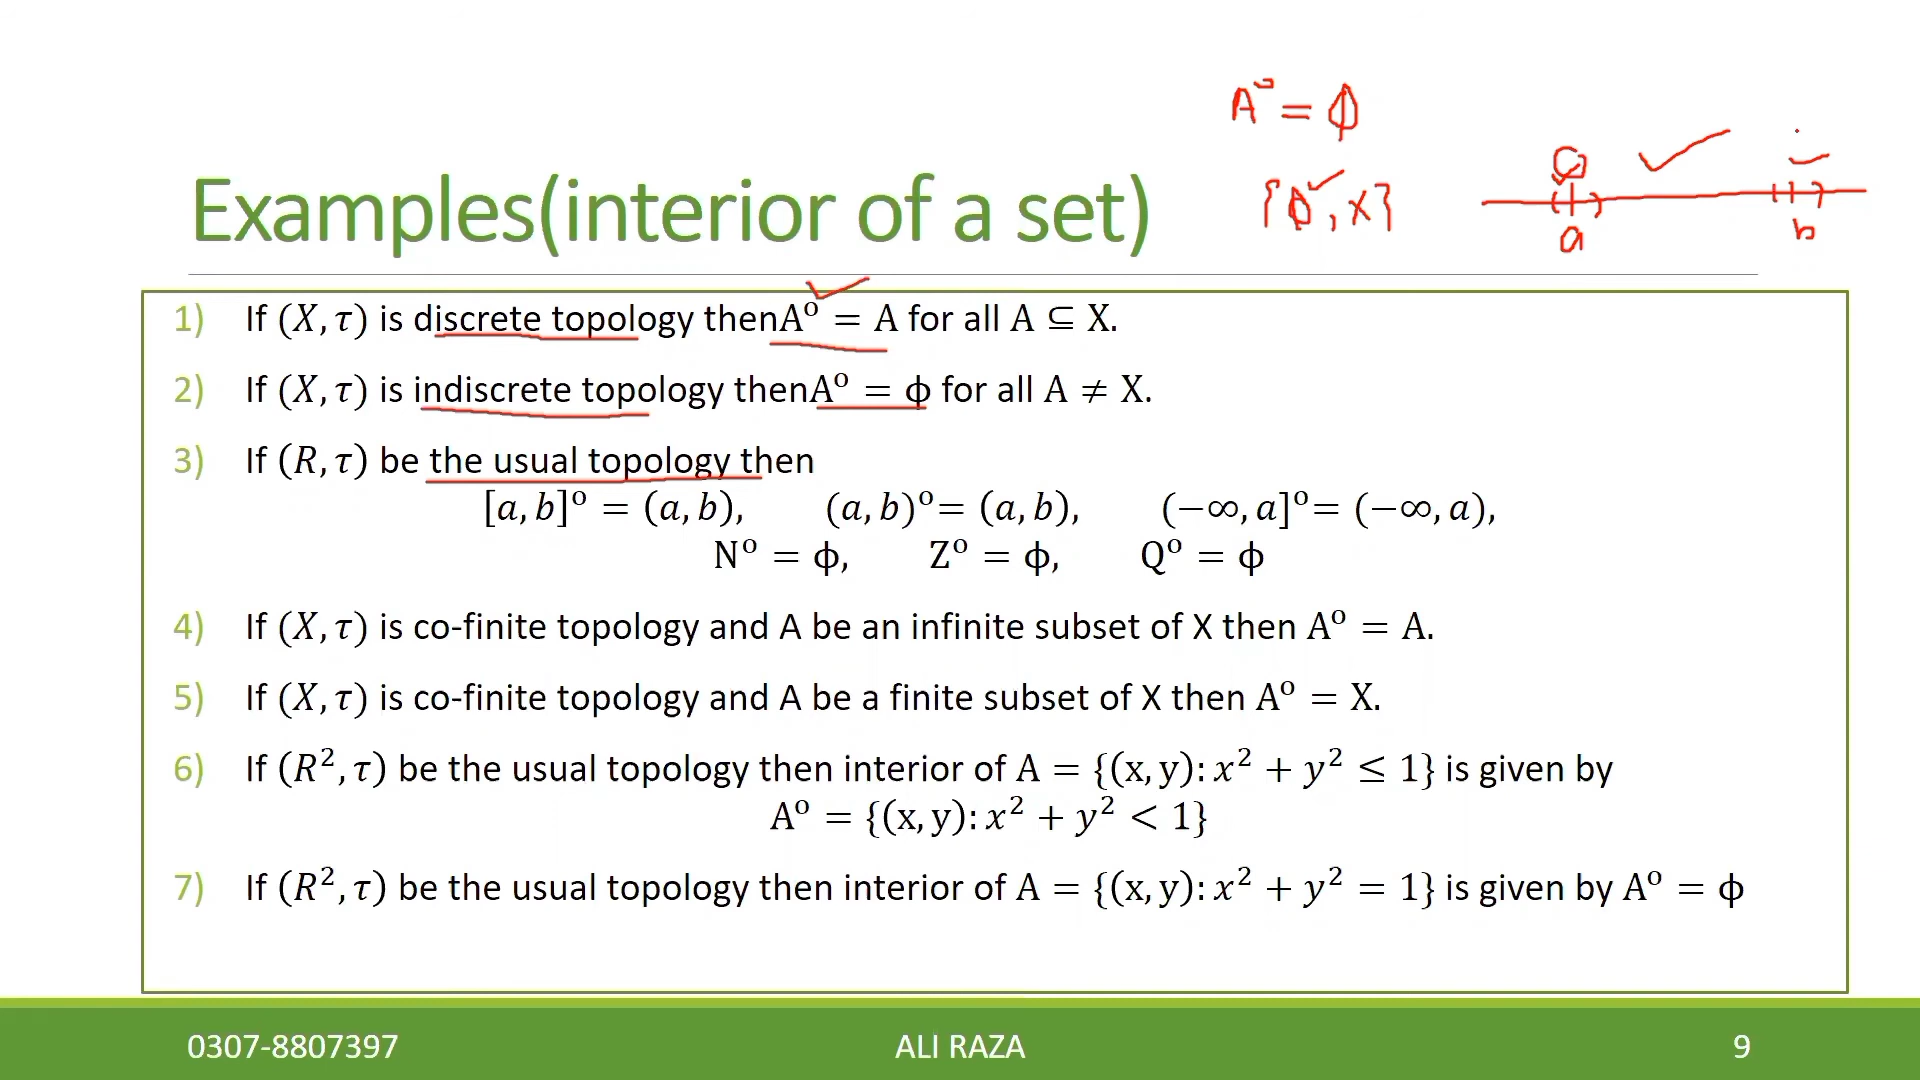 A° = ϕ
{ϕ, X}
a
b
Examples(interior of a set)
1) If (X, τ) is discrete topology thenA° = A for all A ⊆ X.
2) If (X, τ) is indiscrete topology thenA° = ϕ for all A ≠ X.
3) If (R, τ) be the usual topology then
[a, b]° = (a, b), (a, b)°= (a, b), (−∞, a]°= (−∞, a),
N° = ϕ, Z° = ϕ, Q° = ϕ
4) If (X, τ) is co-finite topology and A be an infinite subset of X then A° = A.
5) If (X, τ) is co-finite topology and A be a finite subset of X then A° = X.
6) If (R², τ) be the usual topology then interior of A = {(x, y): x² + y² ≤ 1} is given by
A° = {(x, y): x² + y² < 1}
7) If (R², τ) be the usual topology then interior of A = {(x, y): x² + y² = 1} is given by A° = ϕ
0307-8807397 ALI RAZA 9